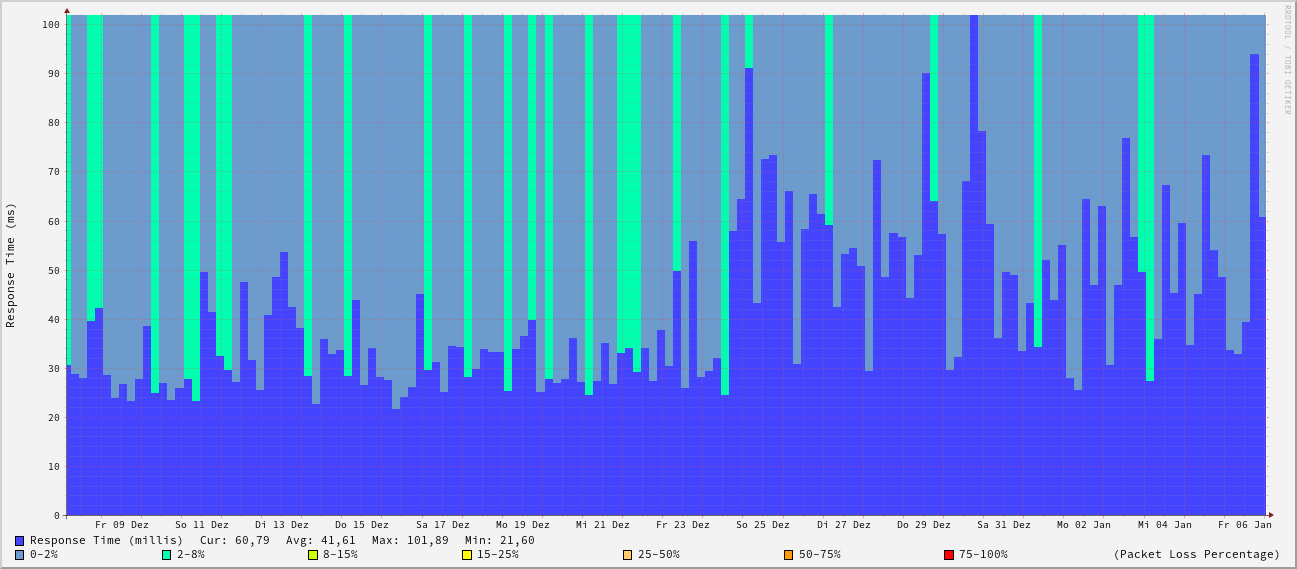 RRDTOOL / TOBI OETIKER
Response Time (ms)
100
90
80
70
60
50
40
30
20
10
0
Fr 09 Dez So 11 Dez Di 13 Dez Do 15 Dez Sa 17 Dez Mo 19 Dez Mi 21 Dez Fr 23 Dez So 25 Dez Di 27 Dez Do 29 Dez Sa 31 Dez Mo 02 Jan Mi 04 Jan Fr 06 Jan
Response Time (millis) Cur: 60,79 Avg: 41,61 Max: 101,89 Min: 21,60
0-2% 2-8% 8-15% 15-25% 25-50% 50-75% 75-100% (Packet Loss Percentage)